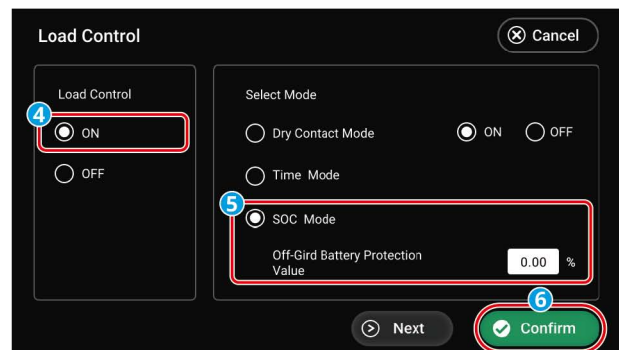 Load Control
Cancel
Load Control
4
ON
OFF
Select Mode
Dry Contact Mode
ON
OFF
Time Mode
5
SOC Mode
Off-Gird Battery Protection
Value
0.00 %
6
Next
Confirm